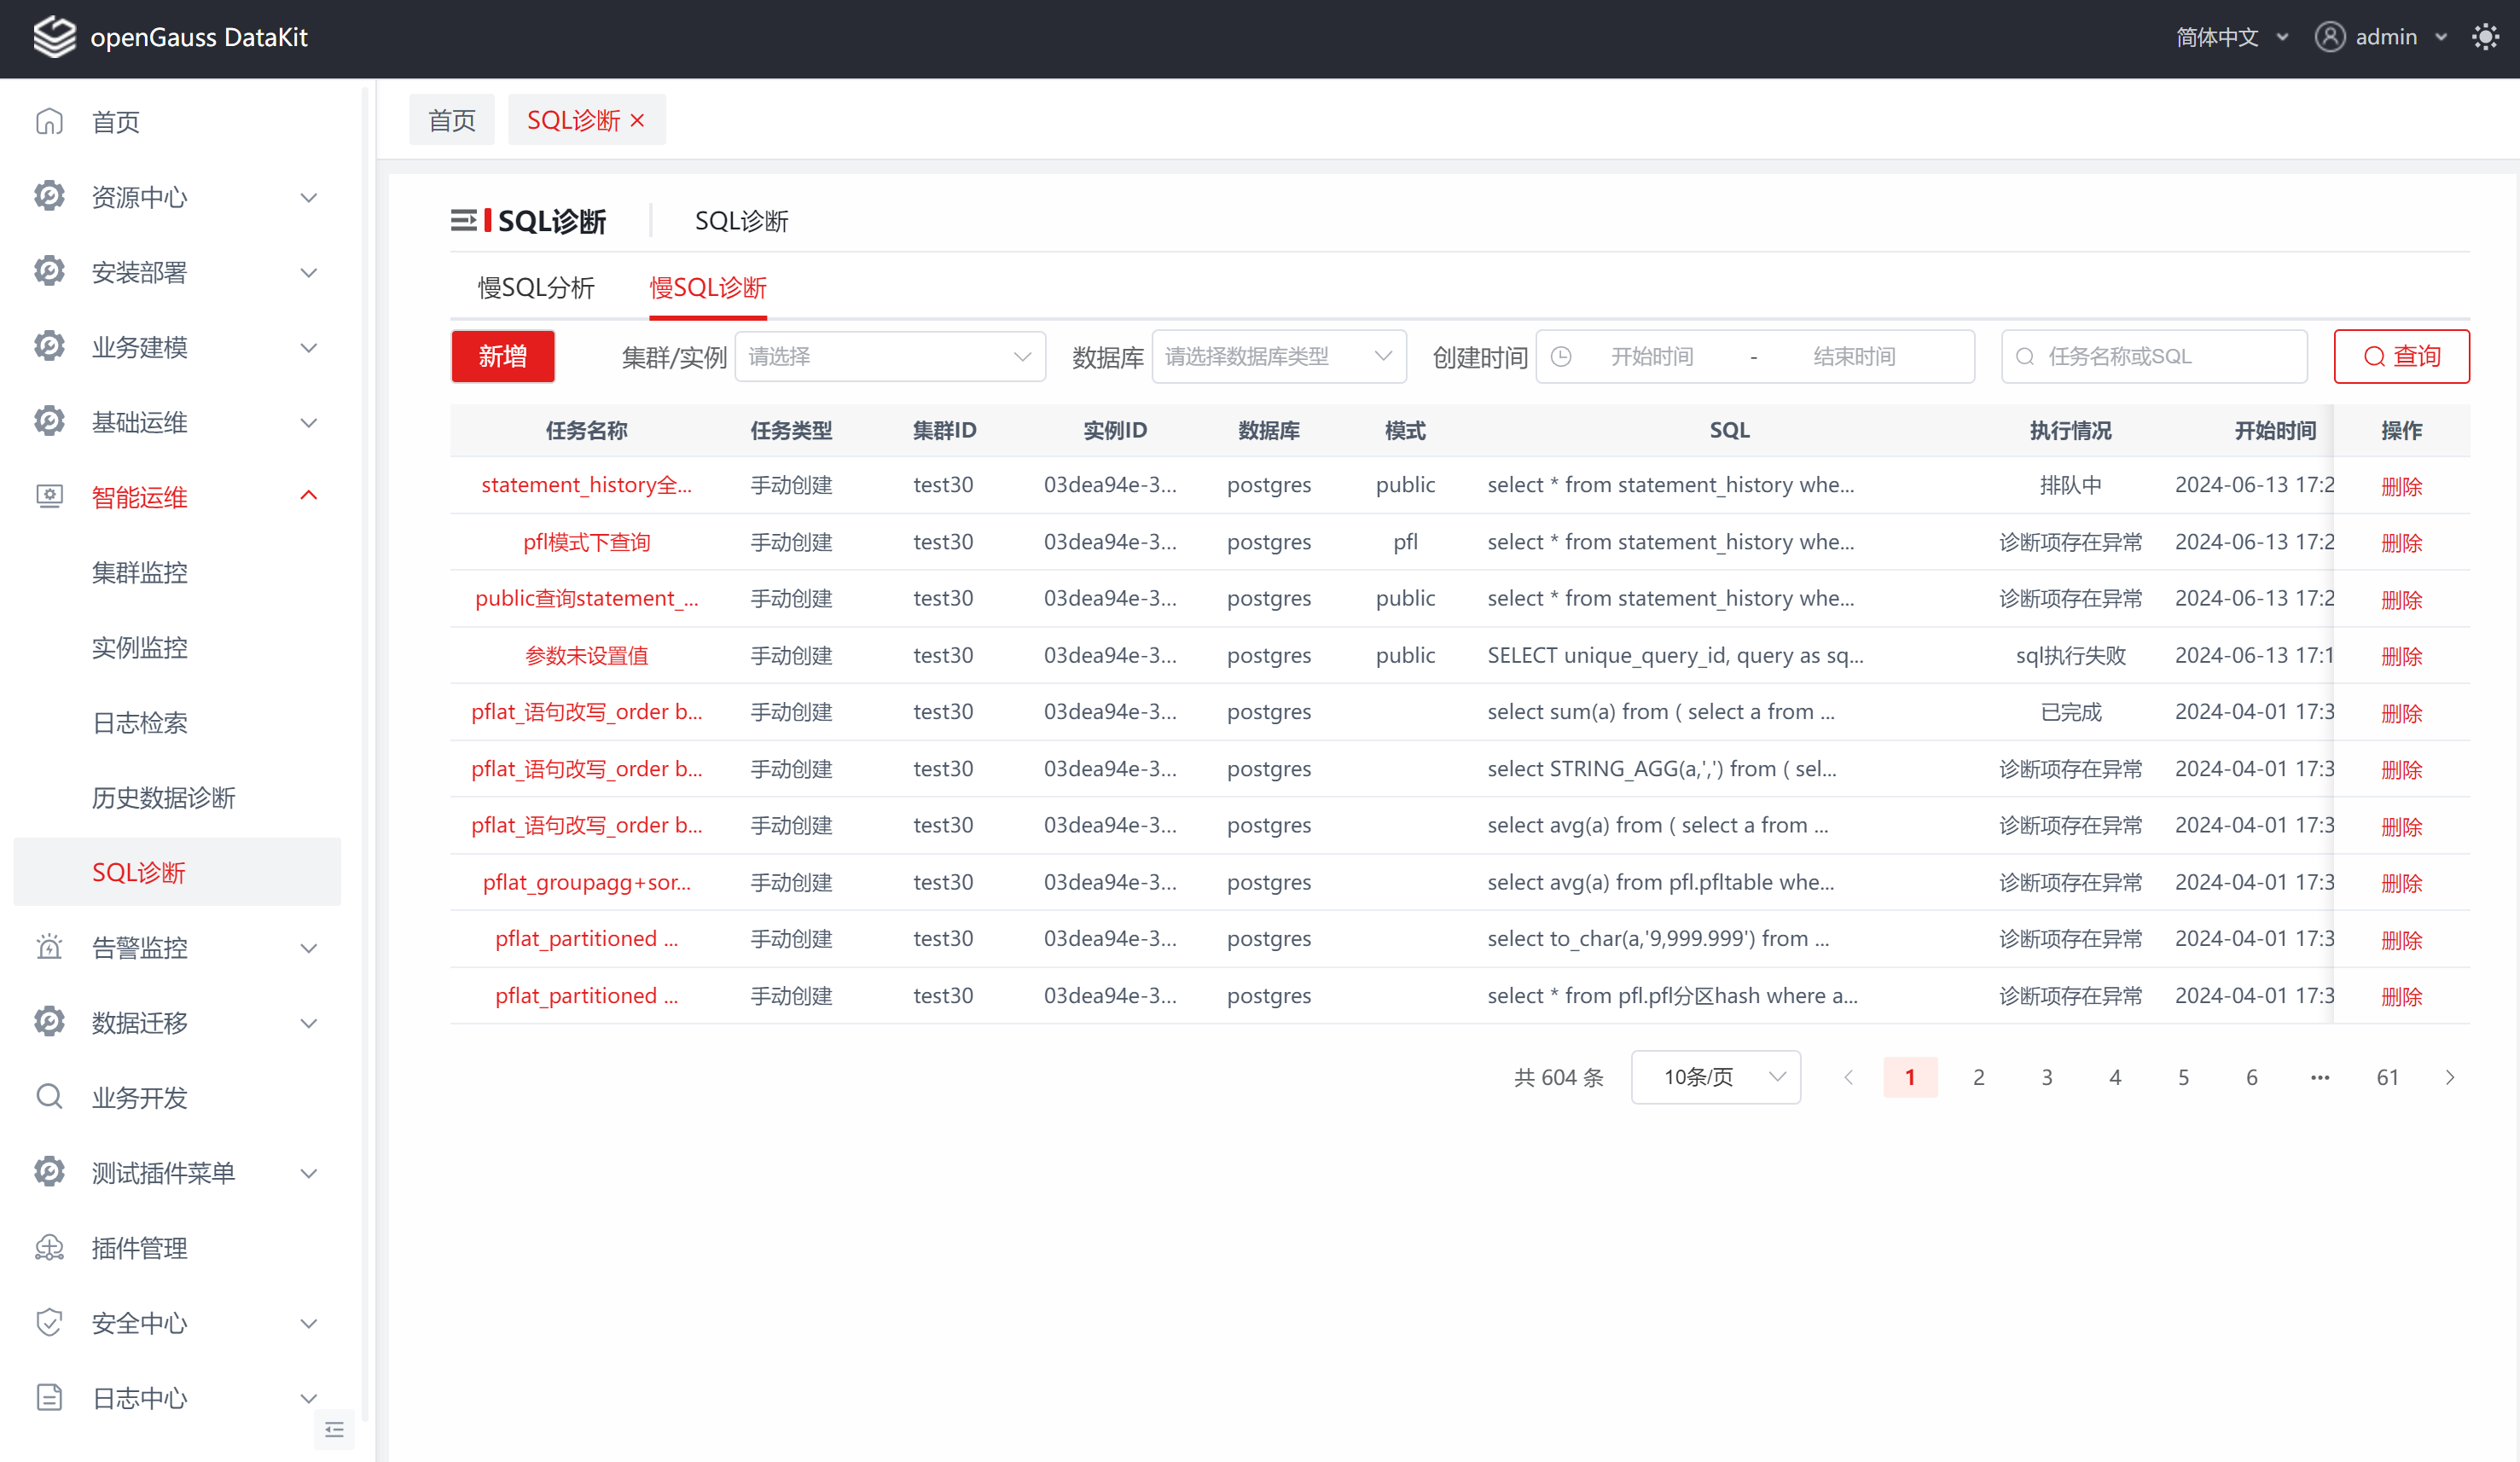 openGauss DataKit
简体中文 admin
首页
资源中心
安装部署
业务建模
基础运维
智能运维
集群监控
实例监控
日志检索
历史数据诊断
SQL诊断
告警监控
数据迁移
业务开发
测试插件菜单
插件管理
安全中心
日志中心
首页 SQL诊断
SQL诊断 SQL诊断
慢SQL分析 慢SQL诊断
新增 集群/实例 请选择 数据库 请选择数据库类型 创建时间 开始时间 - 结束时间 任务名称或SQL 查询
任务名称 任务类型 集群ID 实例ID 数据库 模式 SQL 执行情况 开始时间 操作
statement_history全... 手动创建 test30 03dea94e-3... postgres public select * from statement_history whe... 排队中 2024-06-13 17:2 删除
pfl模式下查询 手动创建 test30 03dea94e-3... postgres pfl select * from statement_history whe... 诊断项存在异常 2024-06-13 17:2 删除
public查询statement_... 手动创建 test30 03dea94e-3... postgres public select * from statement_history whe... 诊断项存在异常 2024-06-13 17:2 删除
参数未设置值 手动创建 test30 03dea94e-3... postgres public SELECT unique_query_id, query as sq... sql执行失败 2024-06-13 17:1 删除
pflat_语句改写_order b... 手动创建 test30 03dea94e-3... postgres select sum(a) from ( select a from ... 已完成 2024-04-01 17:3 删除
pflat_语句改写_order b... 手动创建 test30 03dea94e-3... postgres select STRING_AGG(a,',') from ( sel... 诊断项存在异常 2024-04-01 17:3 删除
pflat_语句改写_order b... 手动创建 test30 03dea94e-3... postgres select avg(a) from ( select a from ... 诊断项存在异常 2024-04-01 17:3 删除
pflat_groupagg+sor... 手动创建 test30 03dea94e-3... postgres select avg(a) from pfl.pfltable whe... 诊断项存在异常 2024-04-01 17:3 删除
pflat_partitioned ... 手动创建 test30 03dea94e-3... postgres select to_char(a,'9,999.999') from ... 诊断项存在异常 2024-04-01 17:3 删除
pflat_partitioned ... 手动创建 test30 03dea94e-3... postgres select * from pfl.pfl分区hash where a... 诊断项存在异常 2024-04-01 17:3 删除
共 604 条 10条/页 1 2 3 4 5 6 ··· 61